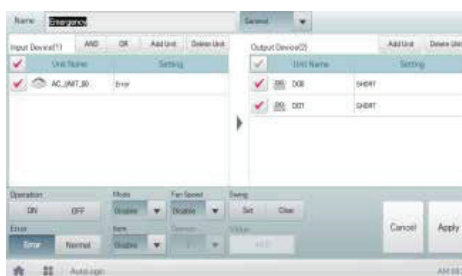 Name Emergency General
Input Device(1) AND OR Add Unit Delete Unit Output Device(2) Add Unit Delete Unit
Unit Name Setting Unit Name Setting
AC_UNIT_00 Error DO0 SHORT
DO1 SHORT
Operation Mode Fan Speed Swing
ON OFF Disable Disable Set Clear
Error Item
Error Normal Disable Cancel Apply
Auto Logic